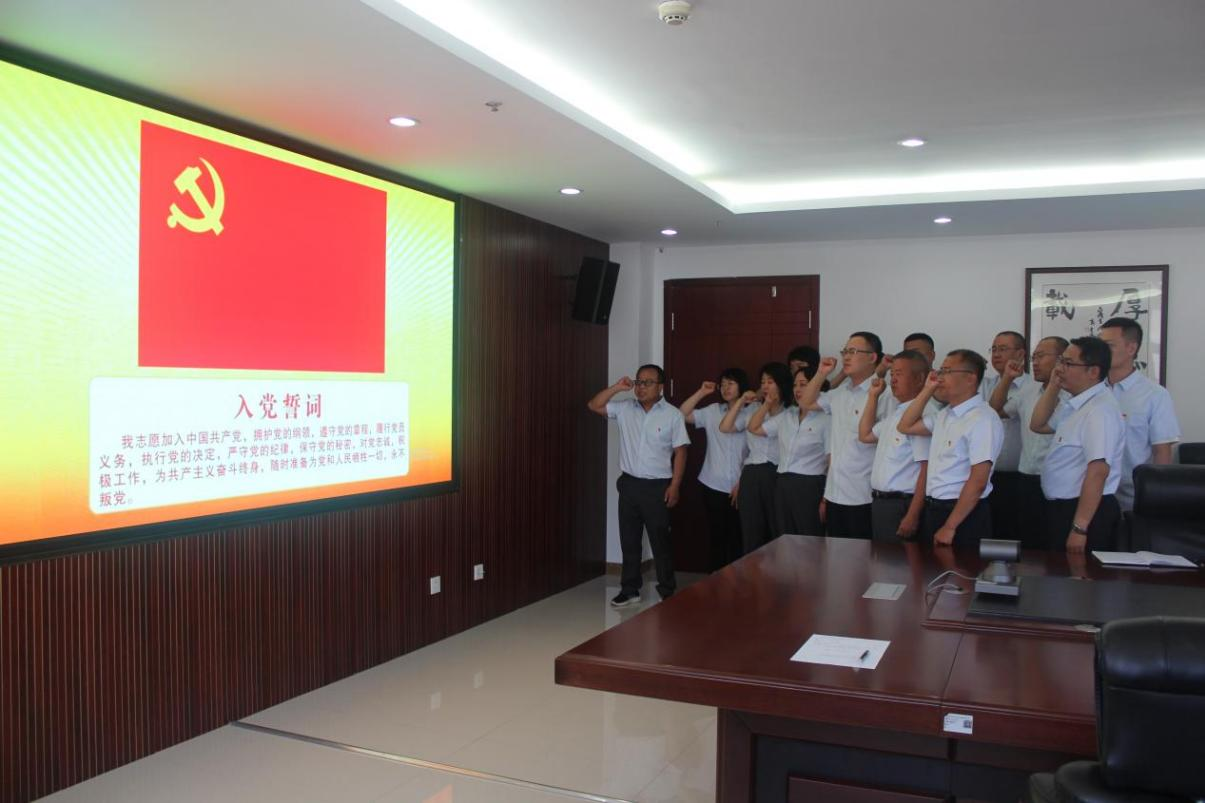 入党誓词
我志愿加入中国共产党，拥护党的纲领，遵守党的章程，履行党员
义务，执行党的决定，严守党的纪律，保守党的秘密，对党忠诚，积
极工作，为共产主义奋斗终身，随时准备为党和人民牺牲一切，永不
叛党。
厚
載